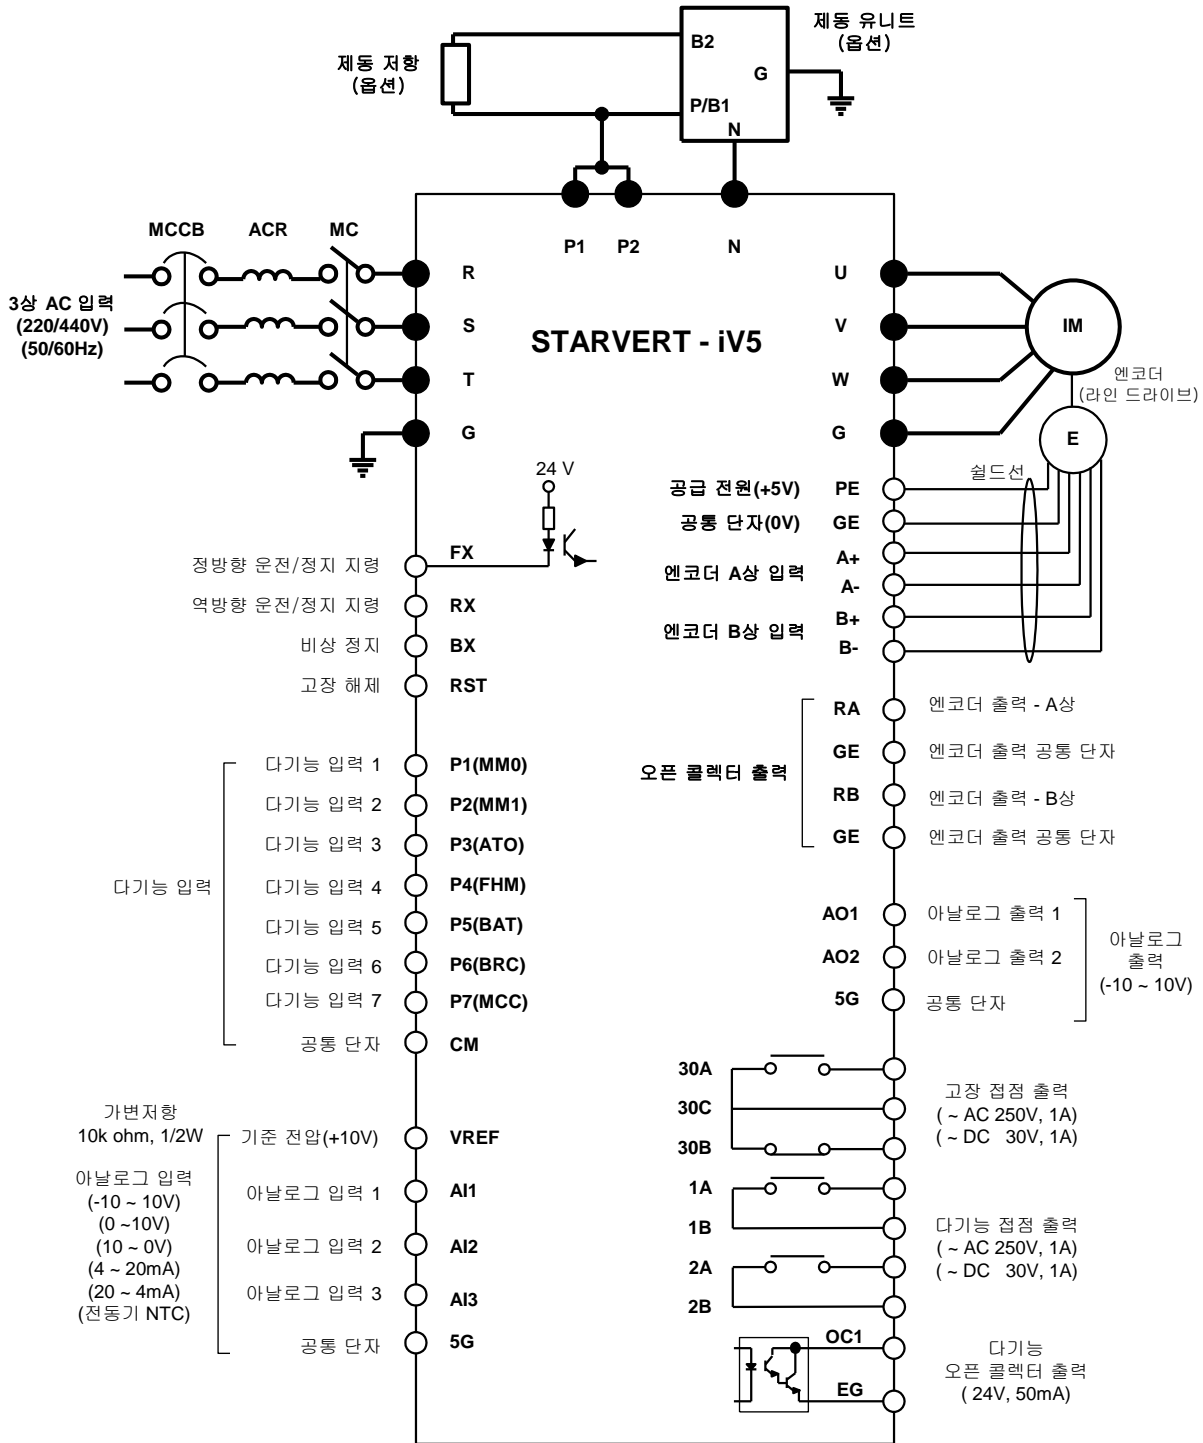 제동 유니트
(옵션)
제동 저항
(옵션)
B2
G
P/B1
N
MCCB
ACR
MC
P1
P2
N
3상 AC 입력
(220/440V)
(50/60Hz)
R
S
T
G
STARVERT - iV5
U
V
W
G
IM
엔코더
(라인 드라이브)
E
쉴드선
24 V
공급 전원(+5V)
PE
공통 단자(0V)
GE
엔코더 A상 입력
A+
A-
엔코더 B상 입력
B+
B-
정방향 운전/정지 지령
FX
역방향 운전/정지 지령
RX
비상 정지
BX
고장 해제
RST
오픈 콜렉터 출력
RA
엔코더 출력 - A상
GE
엔코더 출력 공통 단자
RB
엔코더 출력 - B상
GE
엔코더 출력 공통 단자
다기능 입력
다기능 입력 1
P1(MM0)
다기능 입력 2
P2(MM1)
다기능 입력 3
P3(ATO)
다기능 입력 4
P4(FHM)
다기능 입력 5
P5(BAT)
다기능 입력 6
P6(BRC)
다기능 입력 7
P7(MCC)
공통 단자
CM
AO1
아날로그 출력 1
AO2
아날로그 출력 2
5G
공통 단자
아날로그
출력
(-10 ~ 10V)
30A
30C
30B
고장 접점 출력
( ~ AC 250V, 1A)
( ~ DC 30V, 1A)
1A
1B
2A
2B
다기능 접점 출력
( ~ AC 250V, 1A)
( ~ DC 30V, 1A)
가변저항
10k ohm, 1/2W
아날로그 입력
(-10 ~ 10V)
(0 ~10V)
(10 ~ 0V)
(4 ~ 20mA)
(20 ~ 4mA)
(전동기 NTC)
기준 전압(+10V)
VREF
아날로그 입력 1
AI1
아날로그 입력 2
AI2
아날로그 입력 3
AI3
공통 단자
5G
OC1
EG
다기능
오픈 콜렉터 출력
( 24V, 50mA)